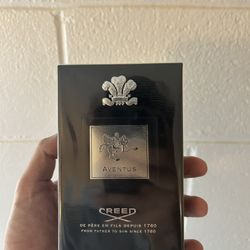 AVENTUS
CREED
DE PÈRE EN FILS DEPUIS 1760
FROM FATHER TO SON SINCE 1760